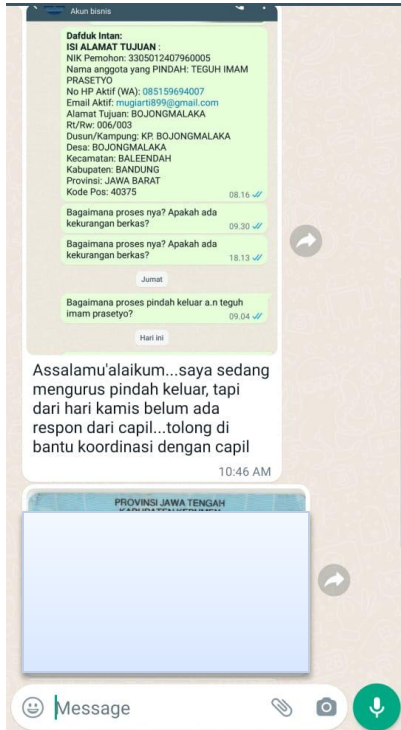 Akun bisnis
Dafduk Intan:
ISI ALAMAT TUJUAN :
NIK Pemohon: 3305012407960005
Nama anggota yang PINDAH: TEGUH IMAM
PRASETYO
No HP Aktif (WA): 085159694007
Email Aktif: mugiarti899@gmail.com
Alamat Tujuan: BOJONGMALAKA
Rt/Rw: 006/003
Dusun/Kampung: KP. BOJONGMALAKA
Desa: BOJONGMALAKA
Kecamatan: BALEENDAH
Kabupaten: BANDUNG
Provinsi: JAWA BARAT
Kode Pos: 40375
08.16
Bagaimana proses nya? Apakah ada
kekurangan berkas?
09.30
Bagaimana proses nya? Apakah ada
kekurangan berkas?
18.13
Jumat
Bagaimana proses pindah keluar a.n teguh
imam prasetyo?
09.04
Hari ini
Assalamu'alaikum...saya sedang
mengurus pindah keluar, tapi
dari hari kamis belum ada
respon dari capil...tolong di
bantu koordinasi dengan capil
10:46 AM
PROVINSI JAWA TENGAH
KABUPATEN KEBUMEN
Message